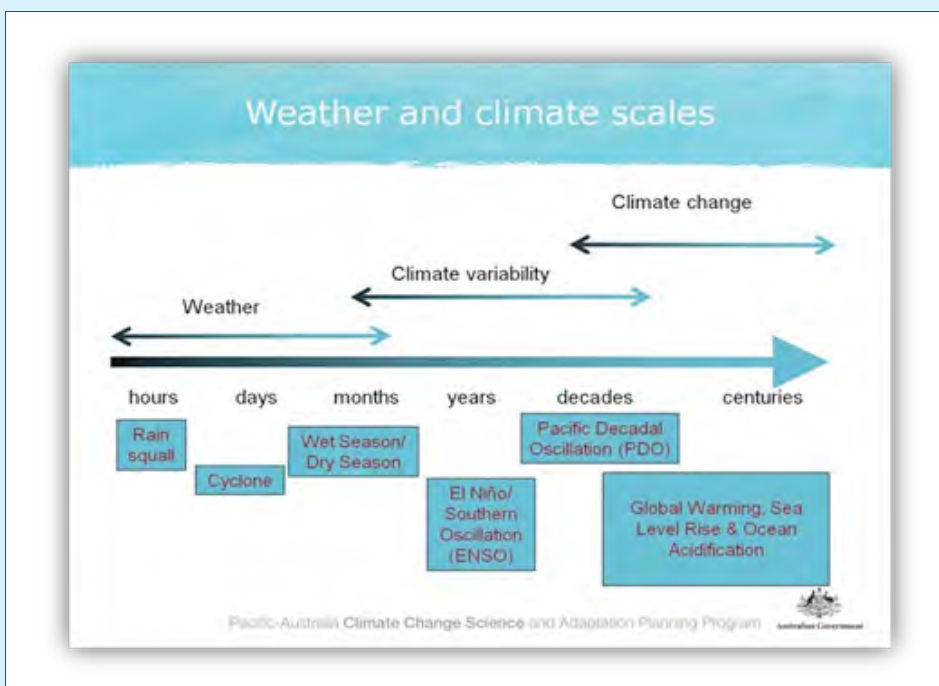 Weather and climate scales
Climate change
Climate variability
Weather
hours days months years decades centuries
Rain
squall
Cyclone
Wet Season/
Dry Season
El Niño/
Southern
Oscillation
(ENSO)
Pacific Decadal
Oscillation (PDO)
Global Warming, Sea
Level Rise & Ocean
Acidification
Pacific-Australia Climate Change Science and Adaptation Planning Program
Australian Government